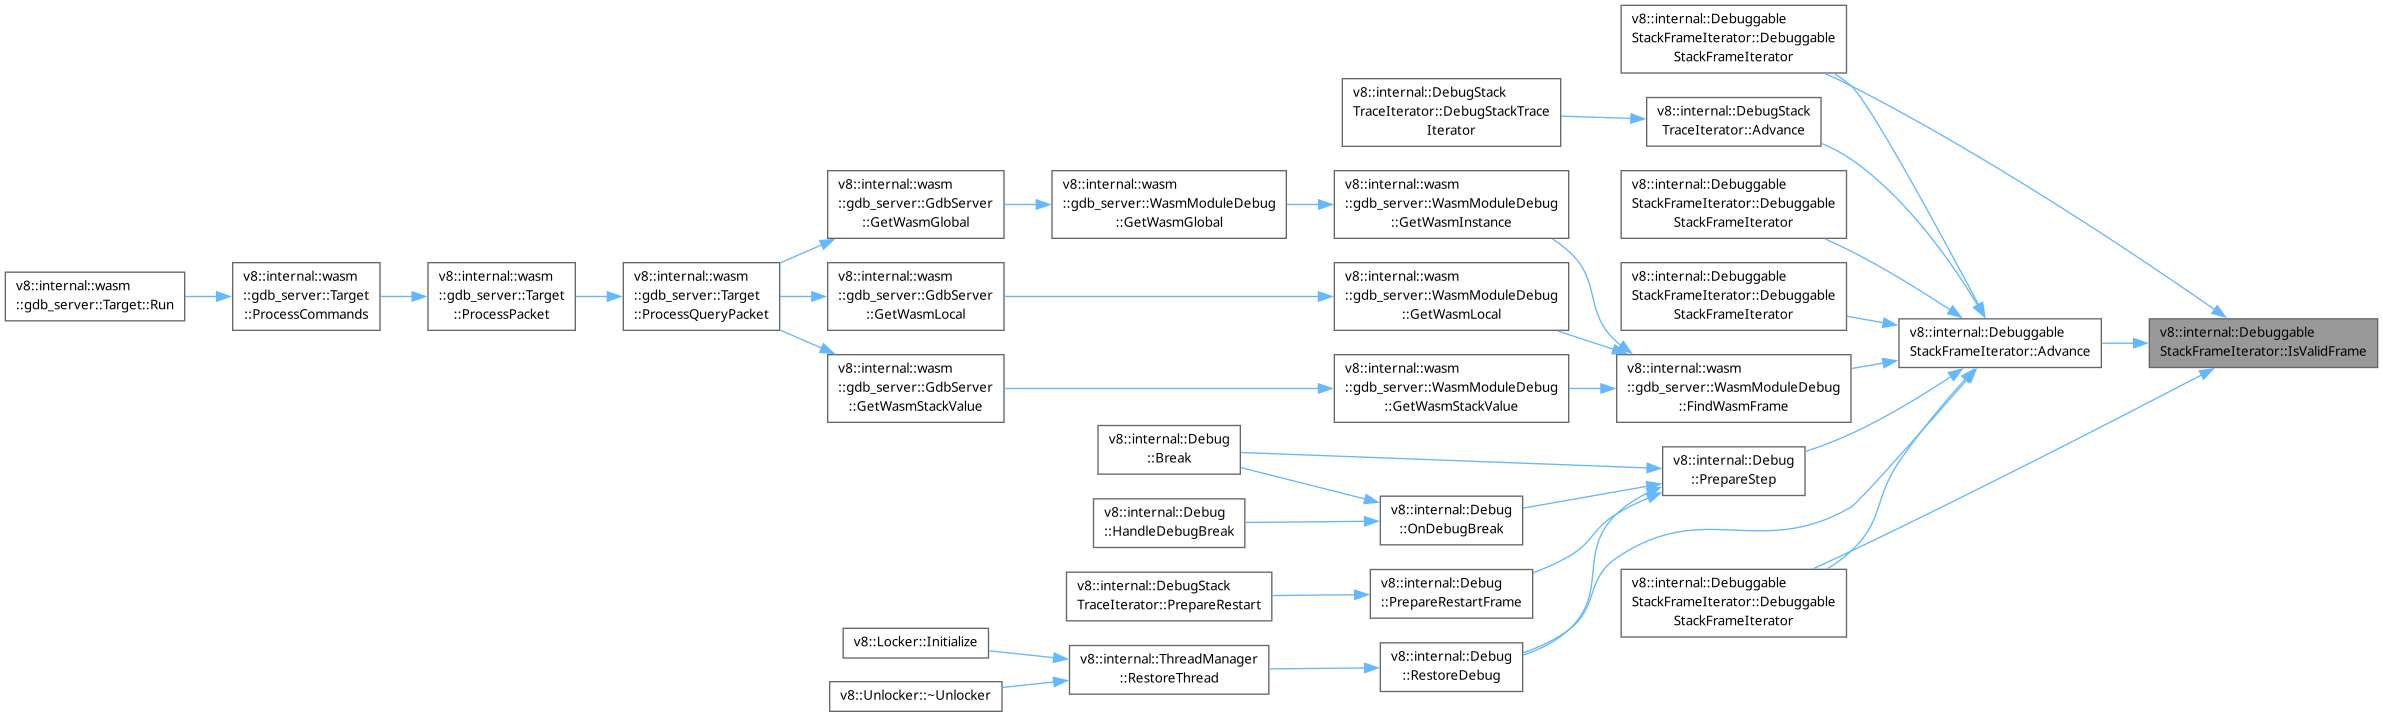 v8::internal::Debuggable
StackFrameIterator::Debuggable
StackFrameIterator
v8::internal::DebugStack
TraceIterator::DebugStackTrace
Iterator
v8::internal::DebugStack
TraceIterator::Advance
v8::internal::wasm
::gdb_server::GdbServer
::GetWasmGlobal
v8::internal::wasm
::gdb_server::WasmModuleDebug
::GetWasmGlobal
v8::internal::wasm
::gdb_server::WasmModuleDebug
::GetWasmInstance
v8::internal::Debuggable
StackFrameIterator::Debuggable
StackFrameIterator
v8::internal::wasm
::gdb_server::Target::Run
v8::internal::wasm
::gdb_server::Target
::ProcessCommands
v8::internal::wasm
::gdb_server::Target
::ProcessPacket
v8::internal::wasm
::gdb_server::Target
::ProcessQueryPacket
v8::internal::wasm
::gdb_server::GdbServer
::GetWasmLocal
v8::internal::wasm
::gdb_server::WasmModuleDebug
::GetWasmLocal
v8::internal::Debuggable
StackFrameIterator::Debuggable
StackFrameIterator
v8::internal::Debuggable
StackFrameIterator::Advance
v8::internal::Debuggable
StackFrameIterator::IsValidFrame
v8::internal::wasm
::gdb_server::GdbServer
::GetWasmStackValue
v8::internal::wasm
::gdb_server::WasmModuleDebug
::GetWasmStackValue
v8::internal::wasm
::gdb_server::WasmModuleDebug
::FindWasmFrame
v8::internal::Debug
::Break
v8::internal::Debug
::PrepareStep
v8::internal::Debug
::HandleDebugBreak
v8::internal::Debug
::OnDebugBreak
v8::internal::DebugStack
TraceIterator::PrepareRestart
v8::internal::Debug
::PrepareRestartFrame
v8::internal::Debuggable
StackFrameIterator::Debuggable
StackFrameIterator
v8::Locker::Initialize
v8::internal::ThreadManager
::RestoreThread
v8::internal::Debug
::RestoreDebug
v8::Unlocker::~Unlocker